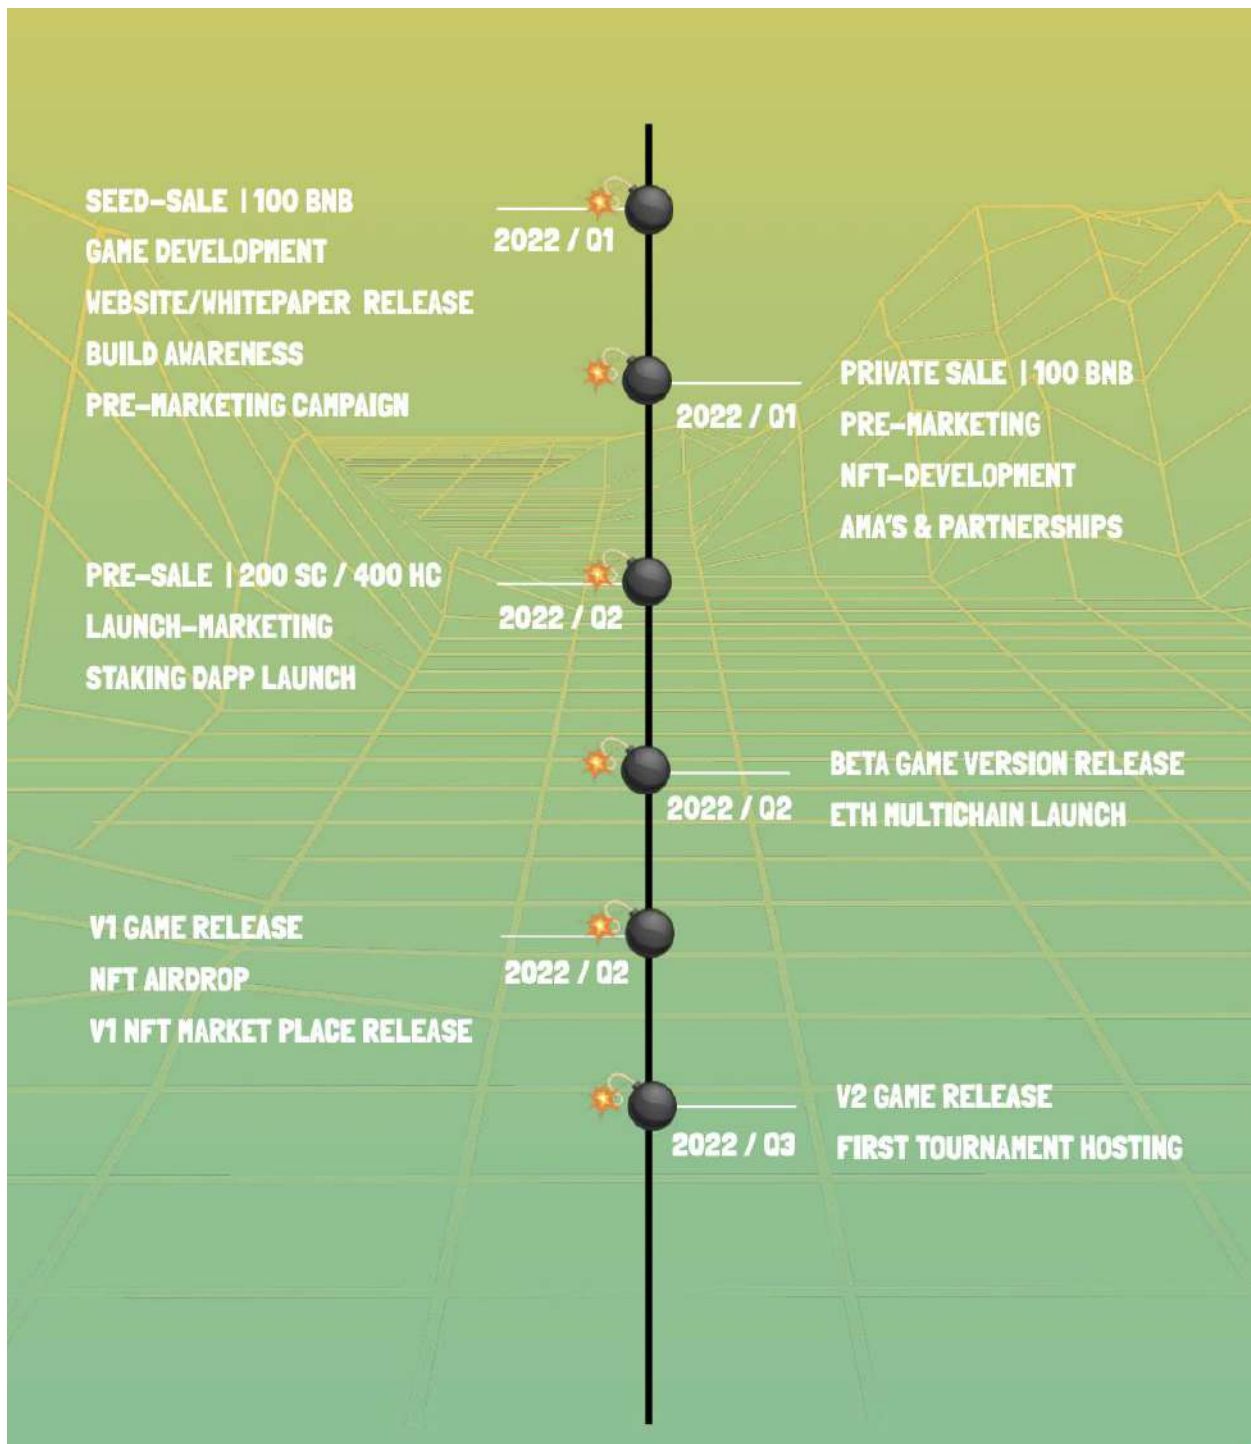 SEED-SALE | 100 BNB
GAME DEVELOPMENT
WEBSITE/WHITEPAPER RELEASE
BUILD AWARENESS
PRE-MARKETING CAMPAIGN
2022 / Q1
2022 / Q1
PRIVATE SALE | 100 BNB
PRE-MARKETING
NFT-DEVELOPMENT
AMA'S & PARTNERSHIPS
PRE-SALE | 200 SC / 400 HC
LAUNCH-MARKETING
STAKING DAPP LAUNCH
2022 / Q2
2022 / Q2
BETA GAME VERSION RELEASE
ETH MULTICHAIN LAUNCH
V1 GAME RELEASE
NFT AIRDROP
V1 NFT MARKET PLACE RELEASE
2022 / Q2
2022 / Q3
V2 GAME RELEASE
FIRST TOURNAMENT HOSTING